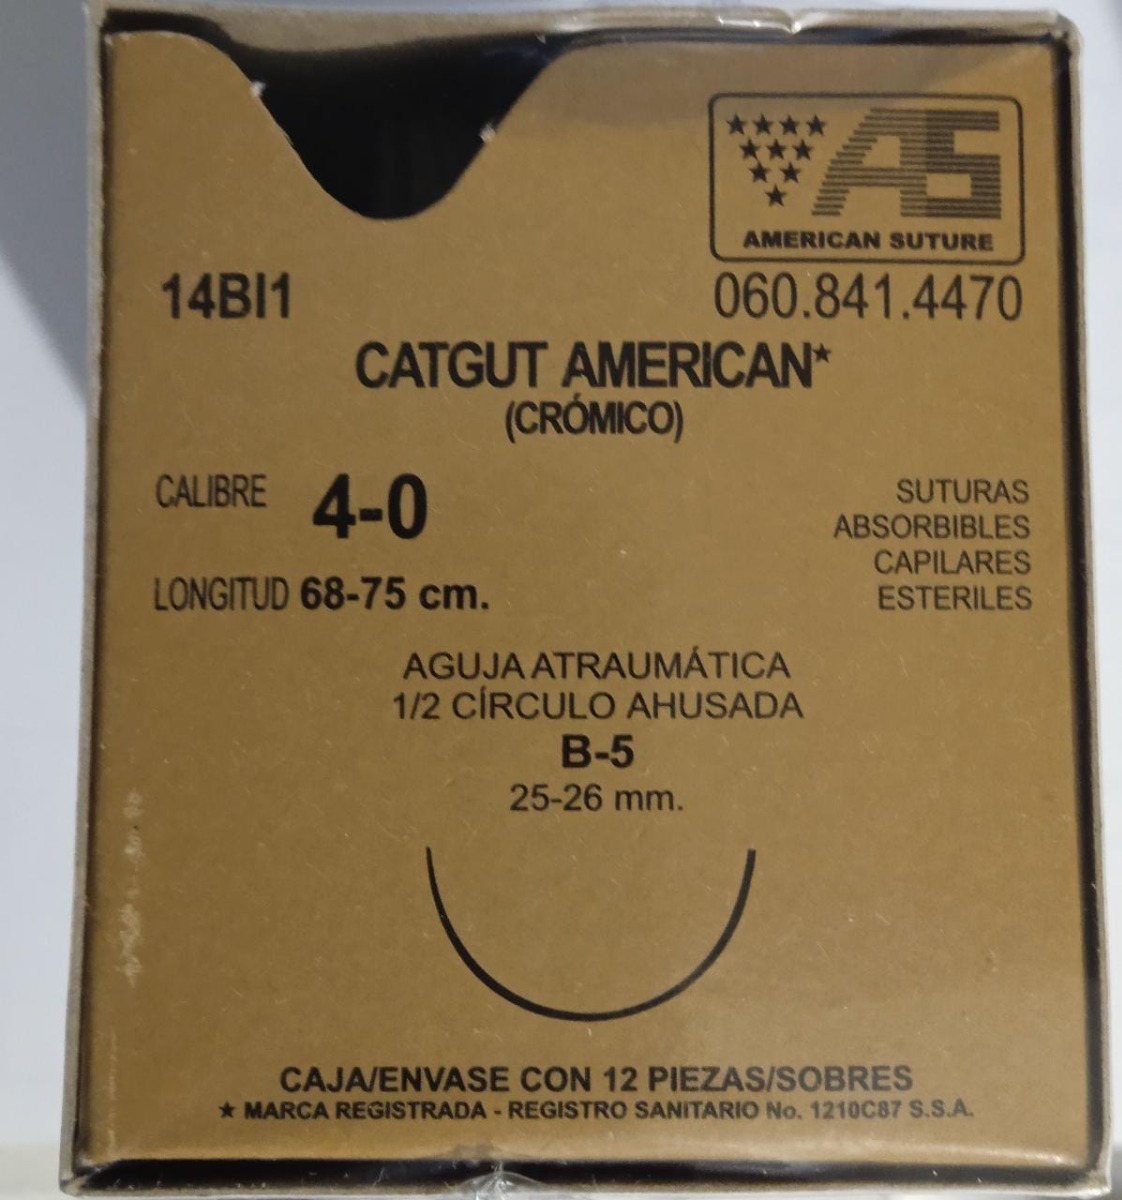 AS
AMERICAN SUTURE
14BI1
060.841.4470
CATGUT AMERICAN★
(CRÓMICO)
CALIBRE 4-0
LONGITUD 68-75 cm.
SUTURAS
ABSORBIBLES
CAPILARES
ESTERILES
AGUJA ATRAUMÁTICA
1/2 CÍRCULO AHUSADA
B-5
25-26 mm.
CAJA/ENVASE CON 12 PIEZAS/SOBRES
★ MARCA REGISTRADA - REGISTRO SANITARIO No. 1210C87 S.S.A.